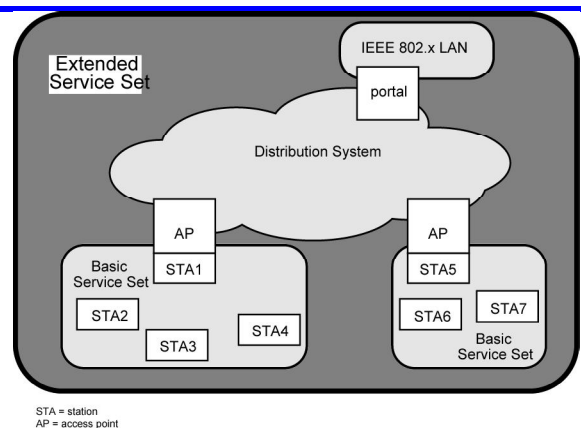 Extended
Service Set
IEEE 802.x LAN
portal
Distribution System
AP
AP
Basic
Service Set
STA1
STA5
STA2
STA3
STA4
STA6
STA7
Basic
Service Set
STA = station
AP = access point